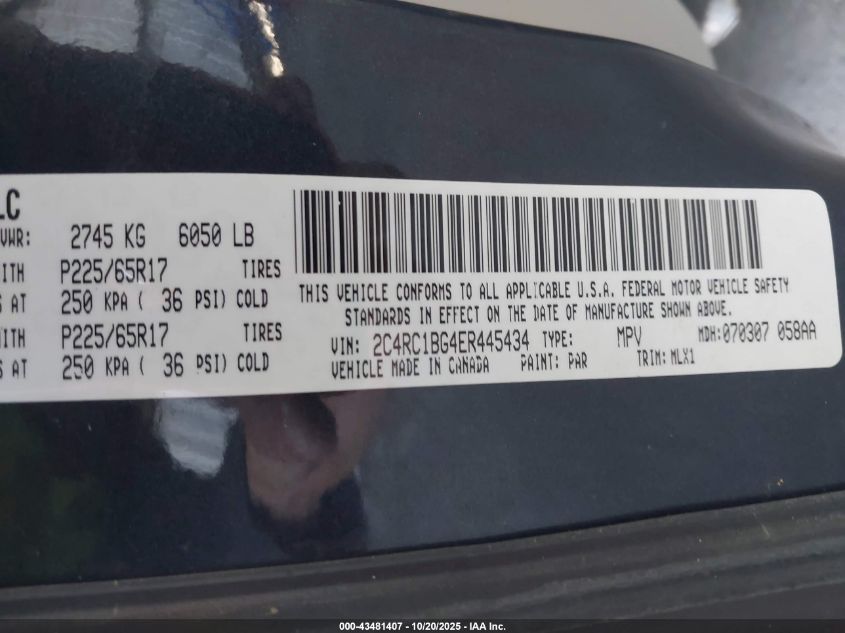 LC
VWR: 2745 KG 6050 LB
ITH P225/65R17 TIRES
S AT 250 KPA ( 36 PSI) COLD
ITH P225/65R17 TIRES
S AT 250 KPA ( 36 PSI) COLD
THIS VEHICLE CONFORMS TO ALL APPLICABLE U.S.A. FEDERAL MOTOR VEHICLE SAFETY
STANDARDS IN EFFECT ON THE DATE OF MANUFACTURE SHOWN ABOVE.
VIN: 2C4RC1BG4ER445434 TYPE: MPV MDH: 070307 058AA
VEHICLE MADE IN CANADA PAINT: PAR TRIM: MLX1
000-43481407 | 10/20/2025 - IAA Inc.